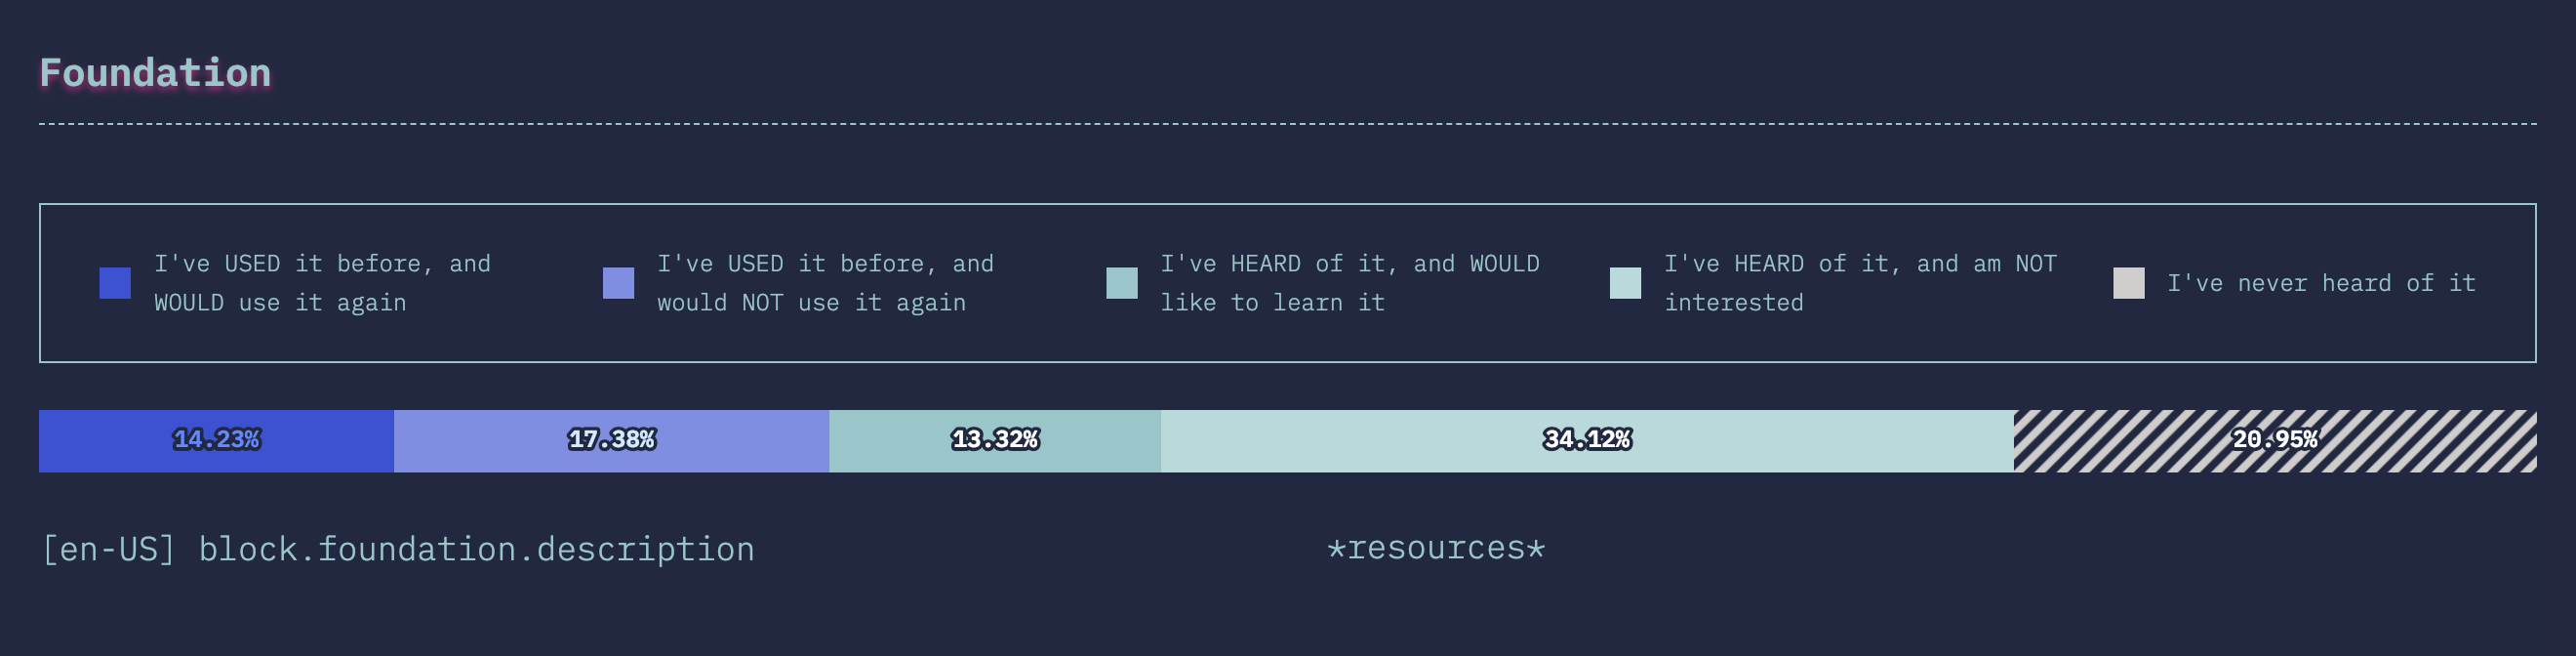 Foundation
I've USED it before, and
WOULD use it again
I've USED it before, and
would NOT use it again
I've HEARD of it, and WOULD
like to learn it
I've HEARD of it, and am NOT
interested
I've never heard of it
14.23% 17.38% 13.32% 34.12% 20.95%
[en-US] block.foundation.description
*resources*